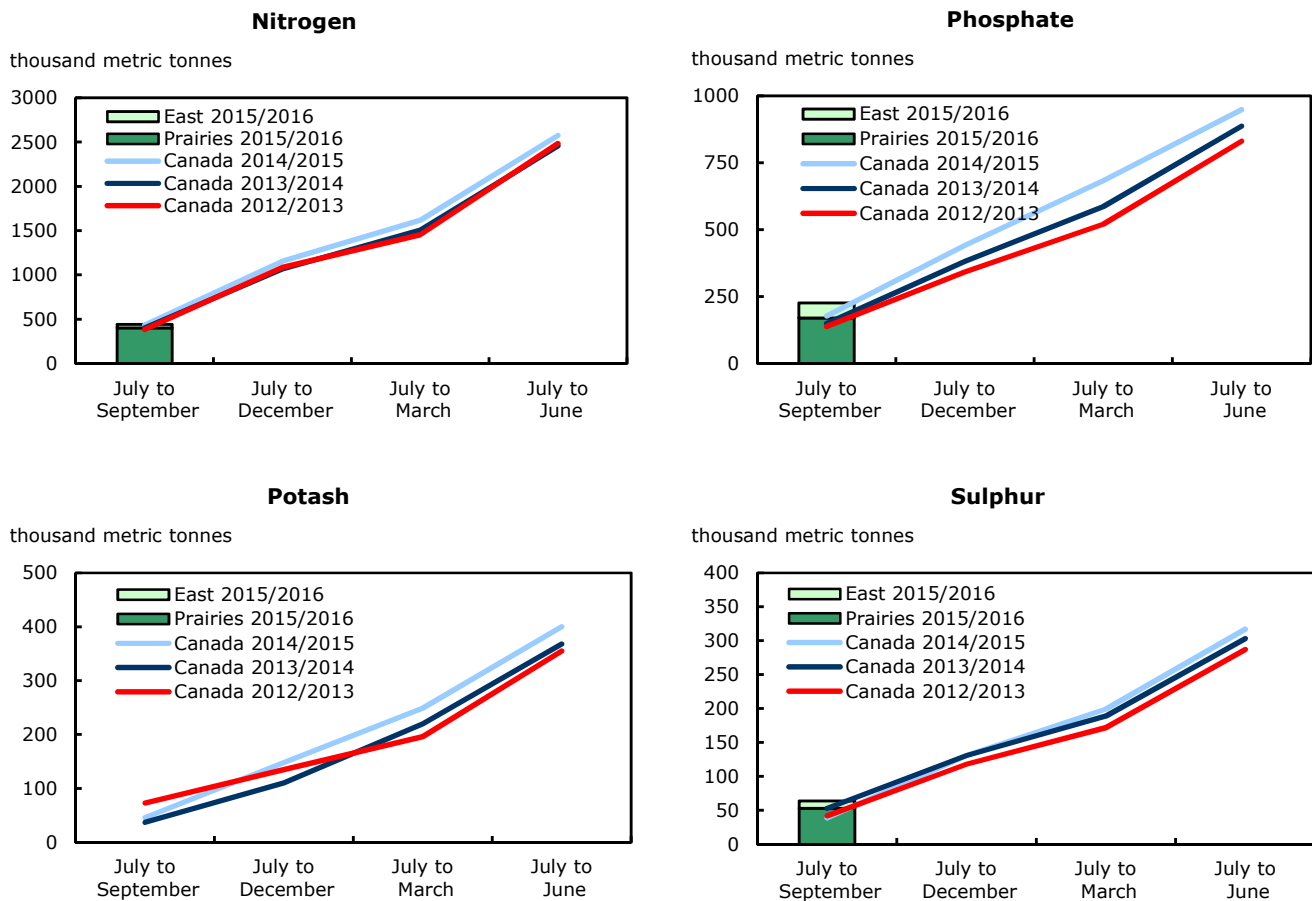 Nitrogen
thousand metric tonnes
3000
2500
2000
1500
1000
500
0
East 2015/2016
Prairies 2015/2016
Canada 2014/2015
Canada 2013/2014
Canada 2012/2013
July to
September
July to
December
July to
March
July to
June
Phosphate
thousand metric tonnes
1000
750
500
250
0
East 2015/2016
Prairies 2015/2016
Canada 2014/2015
Canada 2013/2014
Canada 2012/2013
July to
September
July to
December
July to
March
July to
June
Potash
thousand metric tonnes
500
400
300
200
100
0
East 2015/2016
Prairies 2015/2016
Canada 2014/2015
Canada 2013/2014
Canada 2012/2013
July to
September
July to
December
July to
March
July to
June
Sulphur
thousand metric tonnes
400
350
300
250
200
150
100
50
0
East 2015/2016
Prairies 2015/2016
Canada 2014/2015
Canada 2013/2014
Canada 2012/2013
July to
September
July to
December
July to
March
July to
June